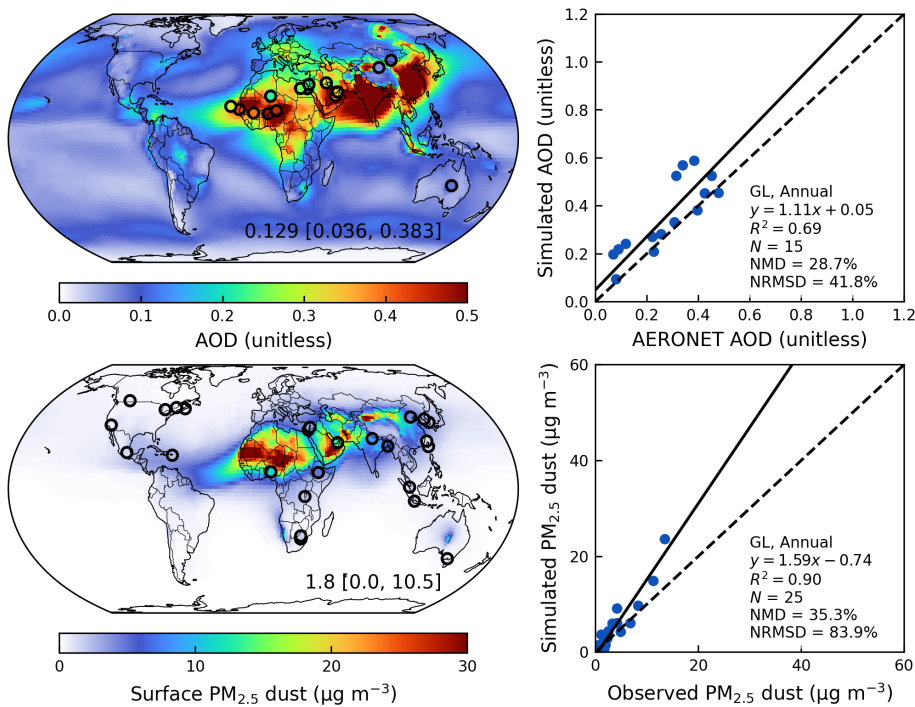 0.129 [0.036, 0.383]
0.0 0.1 0.2 0.3 0.4 0.5
AOD (unitless)
Simulated AOD (unitless)
1.2
1.0
0.8
0.6
0.4
0.2
0.0
GL, Annual
y = 1.11x + 0.05
R² = 0.69
N = 15
NMD = 28.7%
NRMSD = 41.8%
0.0 0.2 0.4 0.6 0.8 1.0 1.2
AERONET AOD (unitless)
1.8 [0.0, 10.5]
0 10 20 30
Surface PM₂.₅ dust (μg m⁻³)
Simulated PM₂.₅ dust (μg m⁻³)
60
40
20
0
GL, Annual
y = 1.59x − 0.74
R² = 0.90
N = 25
NMD = 35.3%
NRMSD = 83.9%
0 20 40 60
Observed PM₂.₅ dust (μg m⁻³)